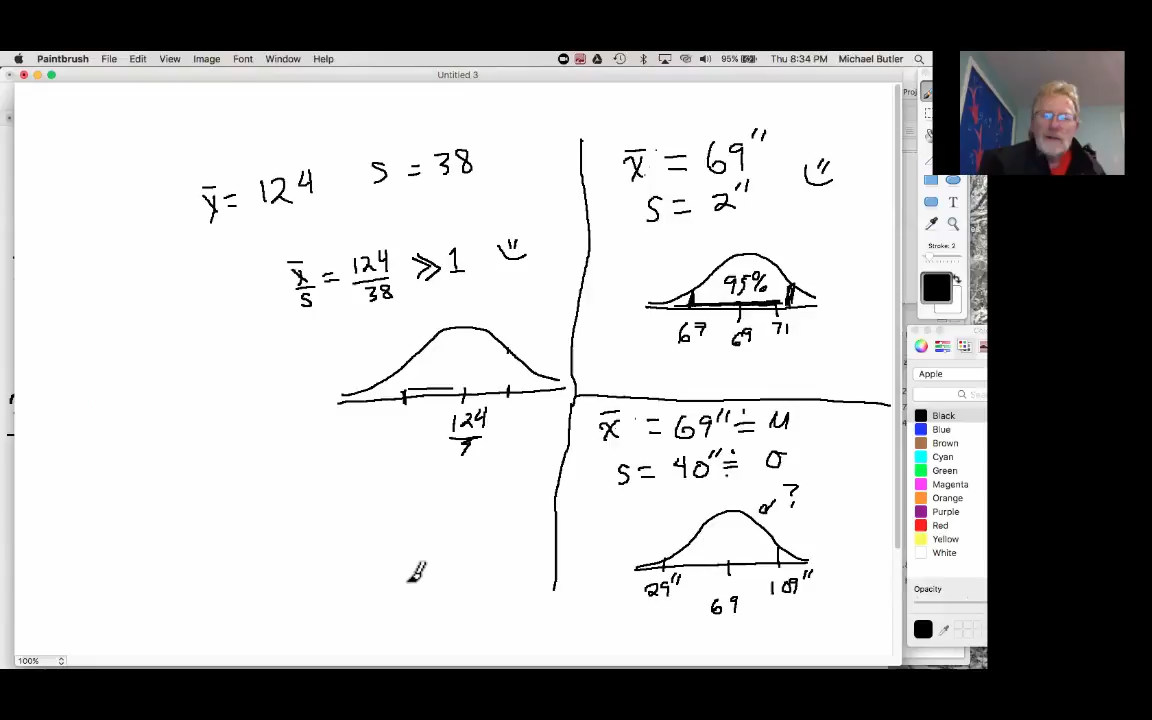 Paintbrush File Edit View Image Font Window Help 95% Thu 8:34 PM Michael Butler
Untitled 3
x̄ = 124 s = 38
x̄/s = 124/38 ≫ 1
124
x̄ = 69"
s = 2"
95%
67 69 71
x̄ = 69" ≐ μ
s = 40" ≐ σ
?
29" 69 109"
Proj
T
Stroke: 2
Apple
Black
Blue
Brown
Cyan
Green
Magenta
Orange
Purple
Red
Yellow
White
Opacity
100%